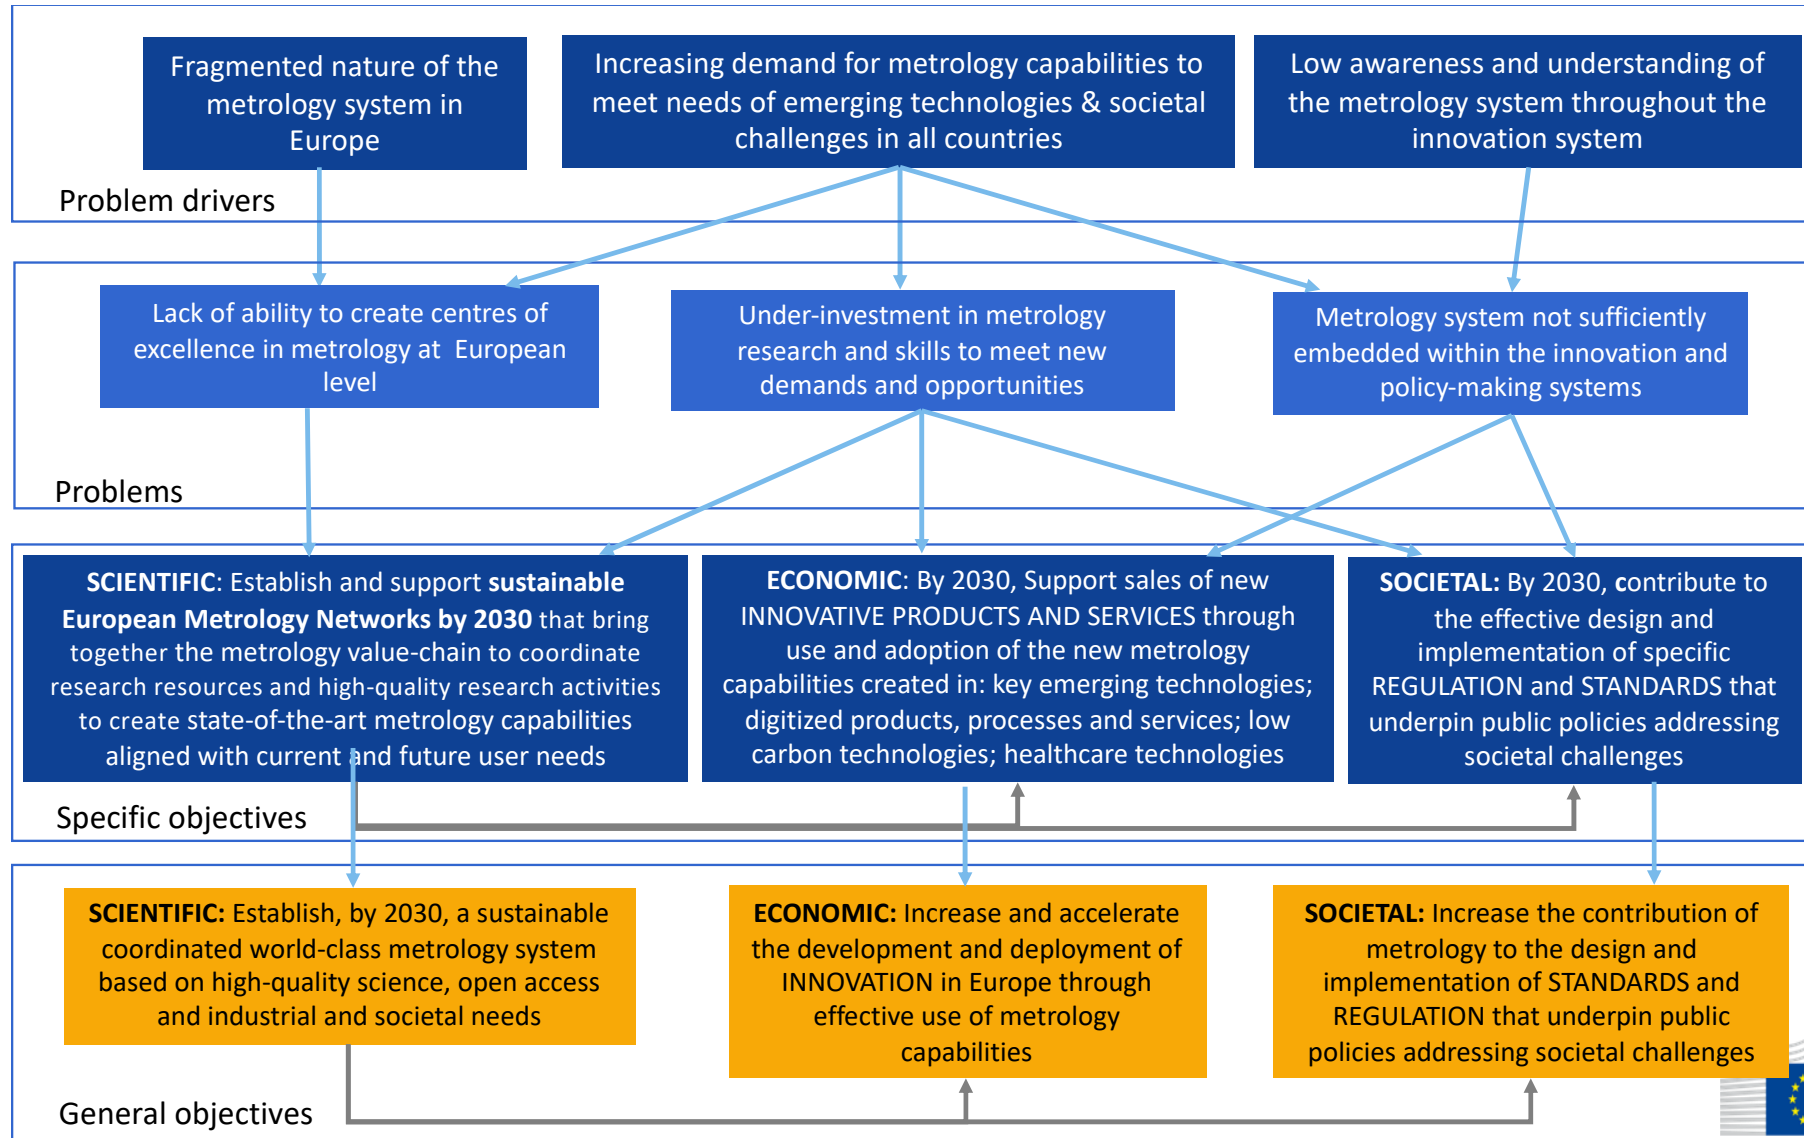 Fragmented nature of the
metrology system in
Europe
Increasing demand for metrology capabilities to
meet needs of emerging technologies & societal
challenges in all countries
Low awareness and understanding of
the metrology system throughout the
innovation system
Problem drivers
Lack of ability to create centres of
excellence in metrology at European
level
Under-investment in metrology
research and skills to meet new
demands and opportunities
Metrology system not sufficiently
embedded within the innovation and
policy-making systems
Problems
SCIENTIFIC: Establish and support sustainable
European Metrology Networks by 2030 that bring
together the metrology value-chain to coordinate
research resources and high-quality research activities
to create state-of-the-art metrology capabilities
aligned with current and future user needs
ECONOMIC: By 2030, Support sales of new
INNOVATIVE PRODUCTS AND SERVICES through
use and adoption of the new metrology
capabilities created in: key emerging technologies;
digitized products, processes and services; low
carbon technologies; healthcare technologies
SOCIETAL: By 2030, contribute to
the effective design and
implementation of specific
REGULATION and STANDARDS that
underpin public policies addressing
societal challenges
Specific objectives
SCIENTIFIC: Establish, by 2030, a sustainable
coordinated world-class metrology system
based on high-quality science, open access
and industrial and societal needs
ECONOMIC: Increase and accelerate
the development and deployment of
INNOVATION in Europe through
effective use of metrology
capabilities
SOCIETAL: Increase the contribution of
metrology to the design and
implementation of STANDARDS and
REGULATION that underpin public
policies addressing societal challenges
General objectives